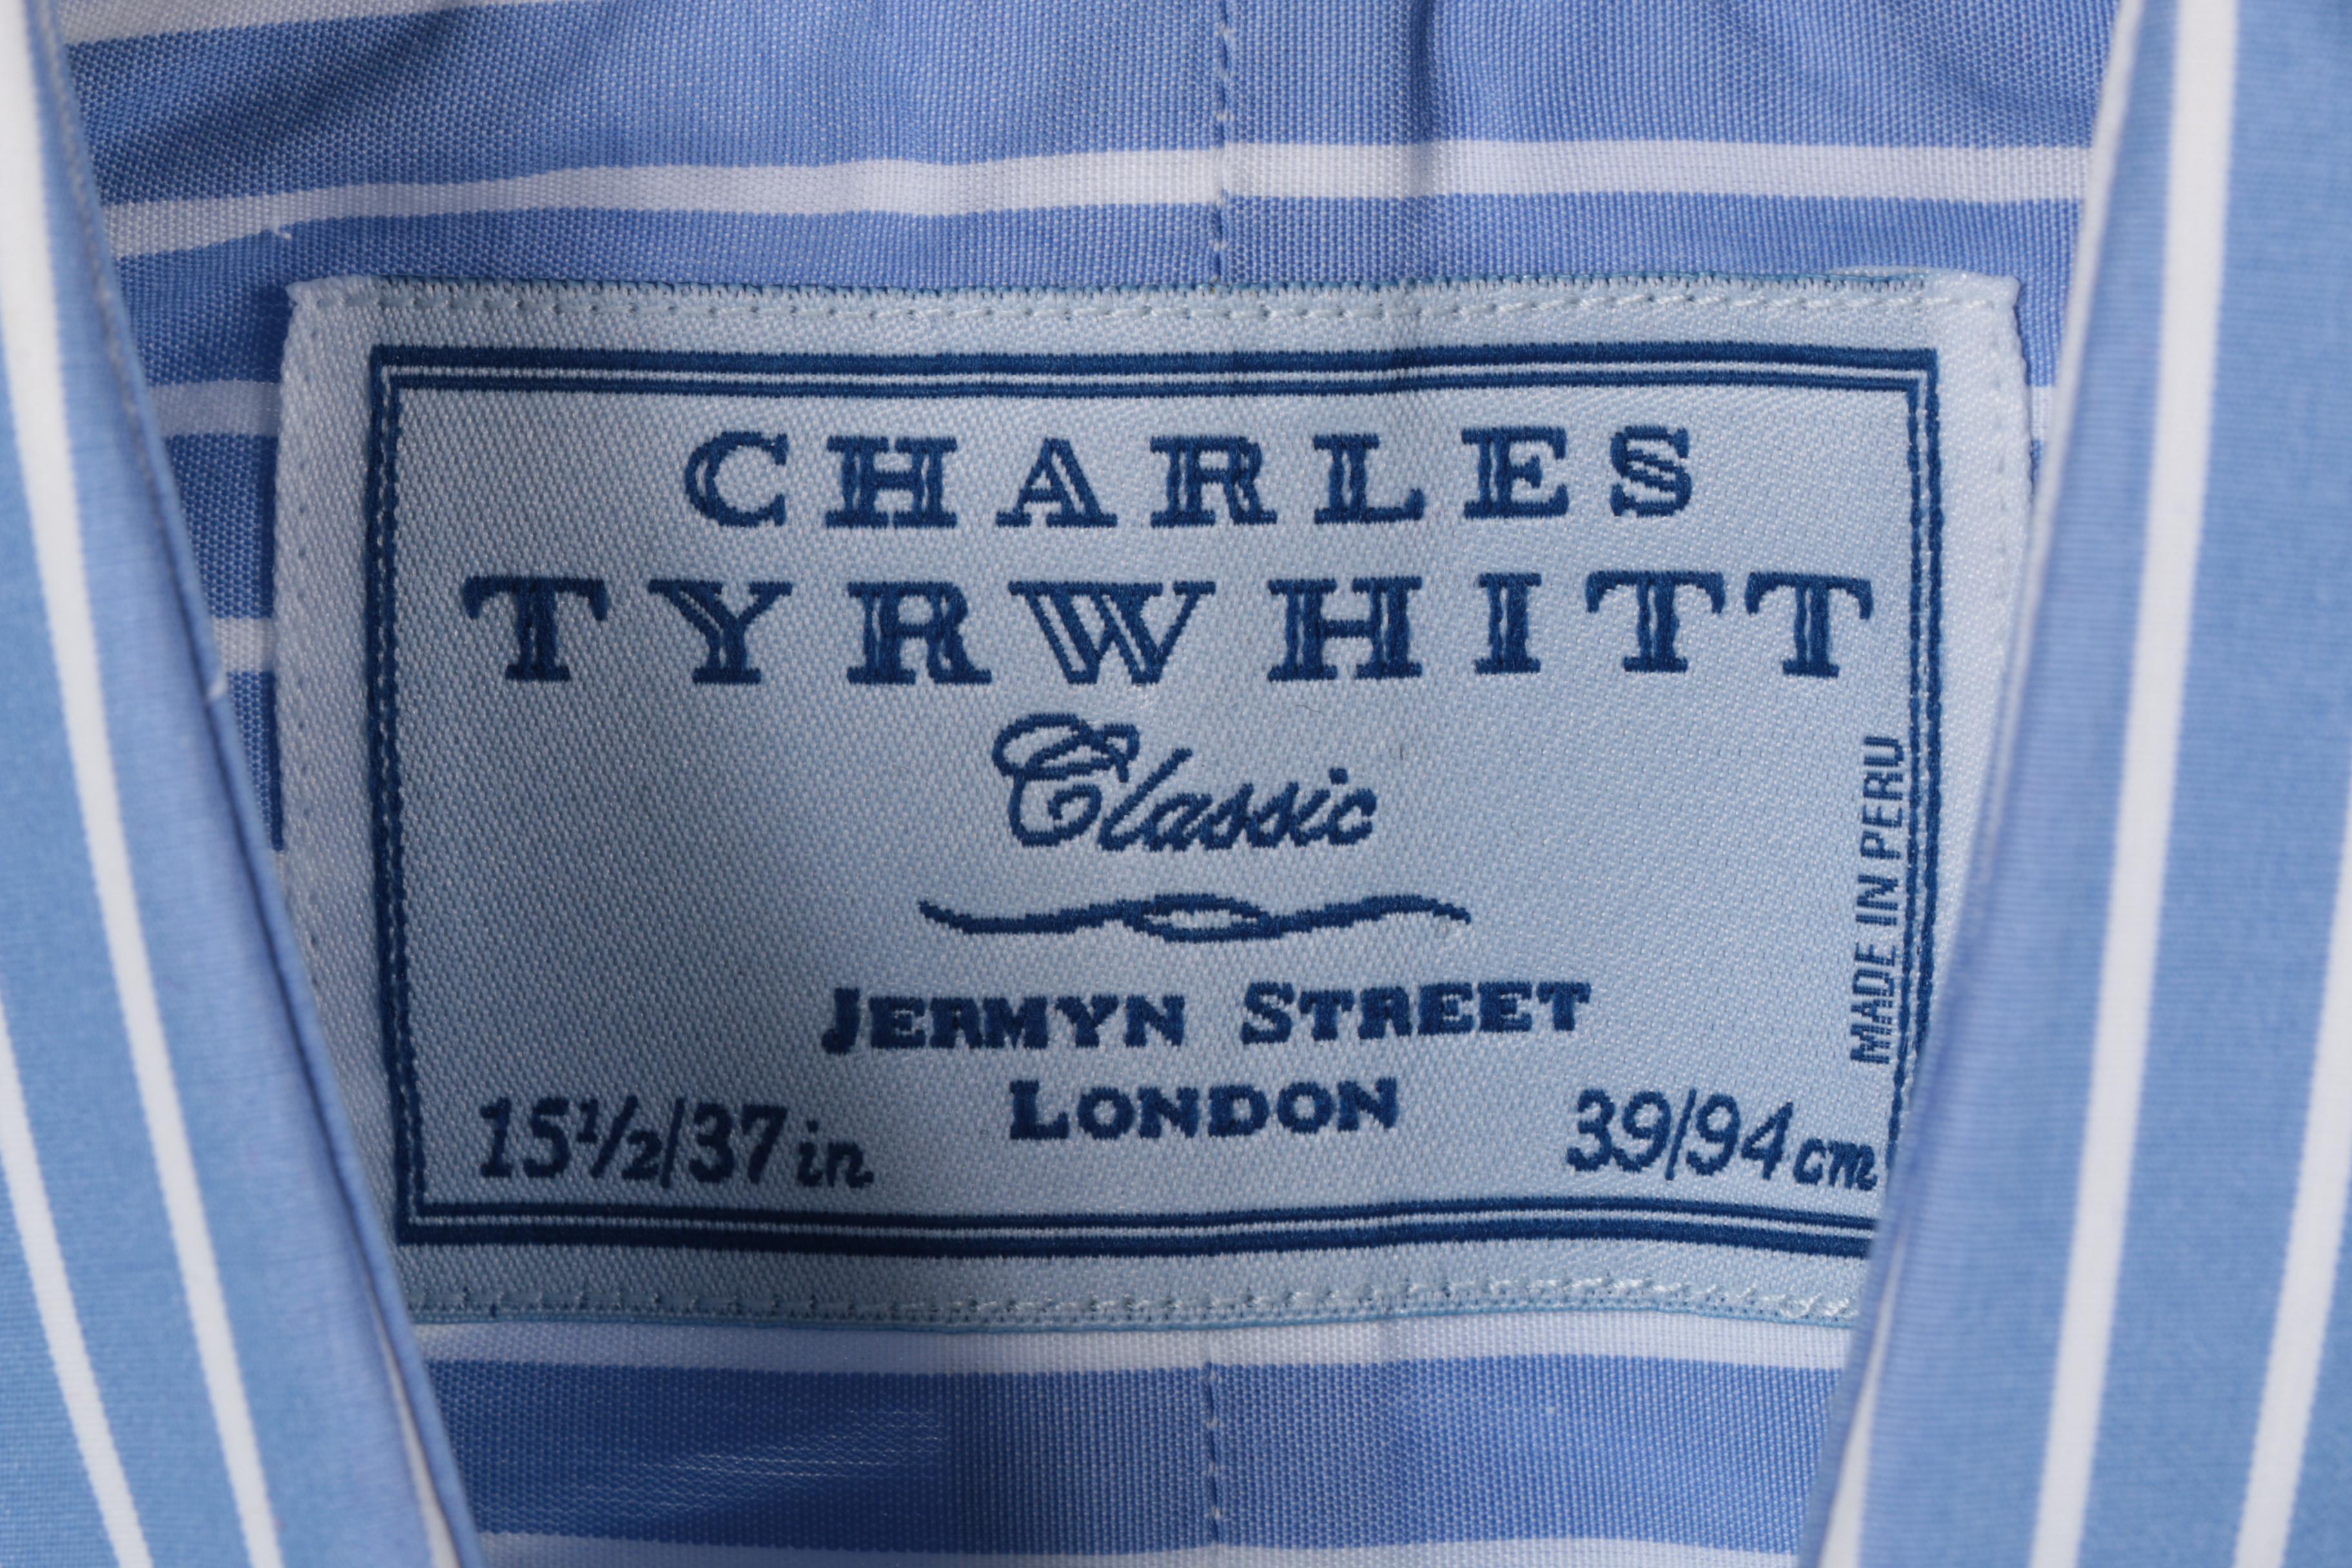 CHARLES
TYRWHITT
Classic
MADE IN PERU
JERMYN STREET
LONDON
15½/37 in
39/94 cm